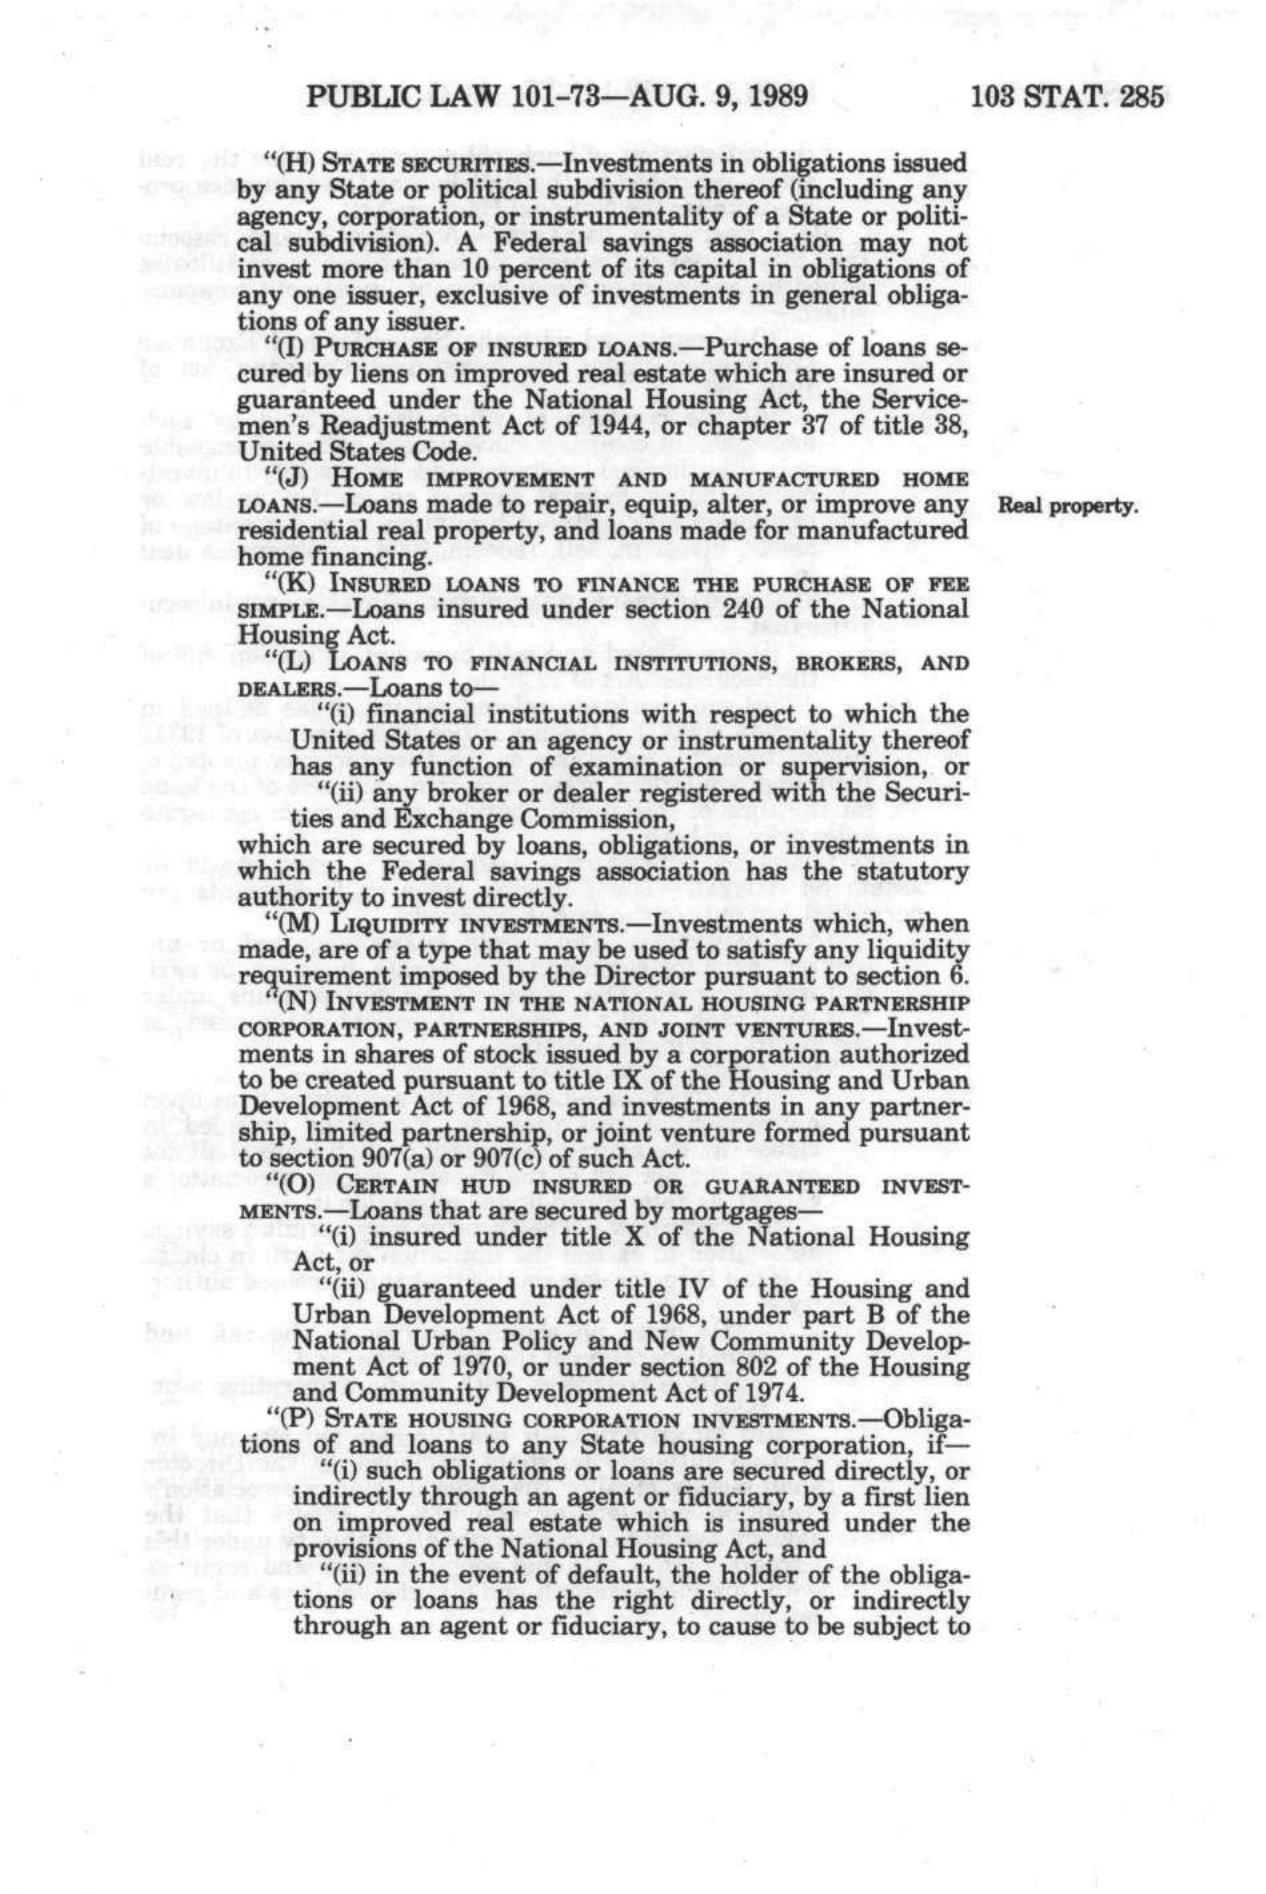 PUBLIC LAW 101-73—AUG. 9, 1989 103 STAT. 285
"(H) STATE SECURITIES.—Investments in obligations issued
by any State or political subdivision thereof (including any
agency, corporation, or instrumentality of a State or politi-
cal subdivision). A Federal savings association may not
invest more than 10 percent of its capital in obligations of
any one issuer, exclusive of investments in general obliga-
tions of any issuer.
"(I) PURCHASE OF INSURED LOANS.—Purchase of loans se-
cured by liens on improved real estate which are insured or
guaranteed under the National Housing Act, the Service-
men's Readjustment Act of 1944, or chapter 37 of title 38,
United States Code.
"(J) HOME IMPROVEMENT AND MANUFACTURED HOME
LOANS.—Loans made to repair, equip, alter, or improve any
Real property.
residential real property, and loans made for manufactured
home financing.
"(K) INSURED LOANS TO FINANCE THE PURCHASE OF FEE
SIMPLE.—Loans insured under section 240 of the National
Housing Act.
"(L) LOANS TO FINANCIAL INSTITUTIONS, BROKERS, AND
DEALERS.—Loans to—
"(i) financial institutions with respect to which the
United States or an agency or instrumentality thereof
has any function of examination or supervision, or
"(ii) any broker or dealer registered with the Securi-
ties and Exchange Commission,
which are secured by loans, obligations, or investments in
which the Federal savings association has the statutory
authority to invest directly.
"(M) LIQUIDITY INVESTMENTS.—Investments which, when
made, are of a type that may be used to satisfy any liquidity
requirement imposed by the Director pursuant to section 6.
"(N) INVESTMENT IN THE NATIONAL HOUSING PARTNERSHIP
CORPORATION, PARTNERSHIPS, AND JOINT VENTURES.—Invest-
ments in shares of stock issued by a corporation authorized
to be created pursuant to title IX of the Housing and Urban
Development Act of 1968, and investments in any partner-
ship, limited partnership, or joint venture formed pursuant
to section 907(a) or 907(c) of such Act.
"(O) CERTAIN HUD INSURED OR GUARANTEED INVEST-
MENTS.—Loans that are secured by mortgages—
"(i) insured under title X of the National Housing
Act, or
"(ii) guaranteed under title IV of the Housing and
Urban Development Act of 1968, under part B of the
National Urban Policy and New Community Develop-
ment Act of 1970, or under section 802 of the Housing
and Community Development Act of 1974.
"(P) STATE HOUSING CORPORATION INVESTMENTS.—Obliga-
tions of and loans to any State housing corporation, if—
"(i) such obligations or loans are secured directly, or
indirectly through an agent or fiduciary, by a first lien
on improved real estate which is insured under the
provisions of the National Housing Act, and
"(ii) in the event of default, the holder of the obliga-
tions or loans has the right directly, or indirectly
through an agent or fiduciary, to cause to be subject to